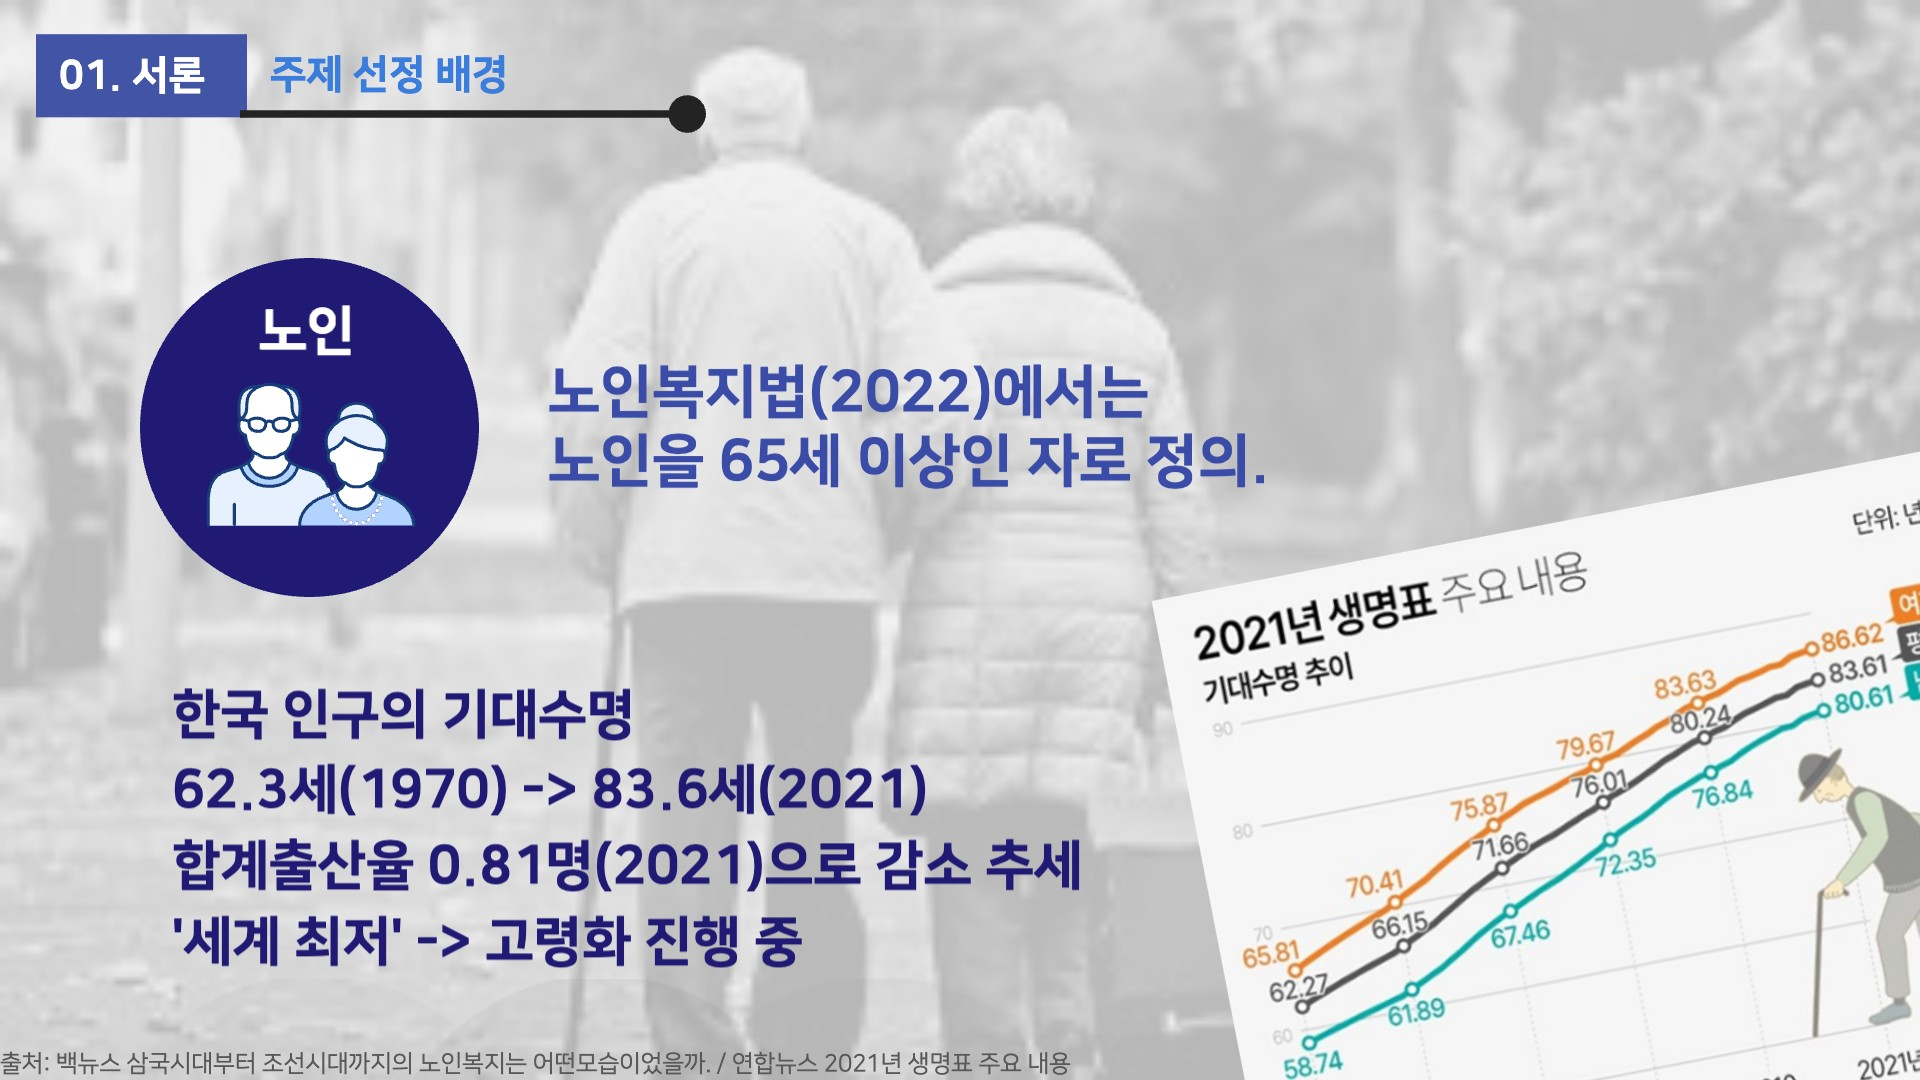 01. 서론
주제 선정 배경
노인
노인복지법(2022)에서는
노인을 65세 이상인 자로 정의.
한국 인구의 기대수명
62.3세(1970) -> 83.6세(2021)
합계출산율 0.81명(2021)으로 감소 추세
'세계 최저' -> 고령화 진행 중
단위: 년
2021년 생명표 주요 내용
기대수명 추이
90
80
70
60
65.81
70.41
75.87
79.67
83.63
86.62
62.27
66.15
71.66
76.01
80.24
83.61
58.74
61.89
67.46
72.35
76.84
80.61
2021년
출처: 백뉴스 삼국시대부터 조선시대까지의 노인복지는 어떤모습이었을까. / 연합뉴스 2021년 생명표 주요 내용